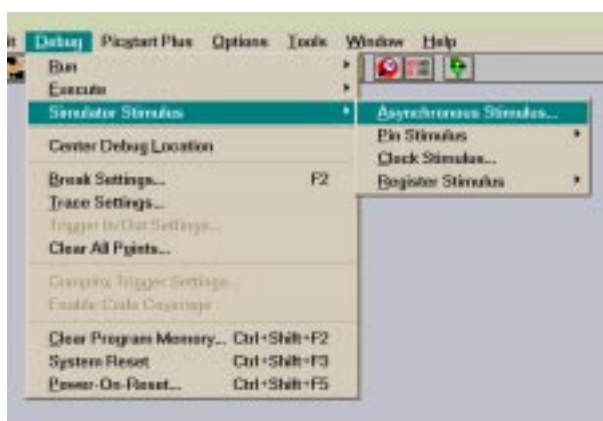 Debug Picstart Plus Options Tools Window Help
Run
Execute
Simulator Stimulus
Asynchronous Stimulus...
Pin Stimulus
Clock Stimulus...
Register Stimulus
Center Debug Location
Break Settings... F2
Trace Settings...
Trigger In/Out Settings...
Clear All Points...
Complex Trigger Settings...
Enable Code Coverage
Clear Program Memory... Ctrl+Shift+F2
System Reset Ctrl+Shift+F3
Power-On-Reset... Ctrl+Shift+F5